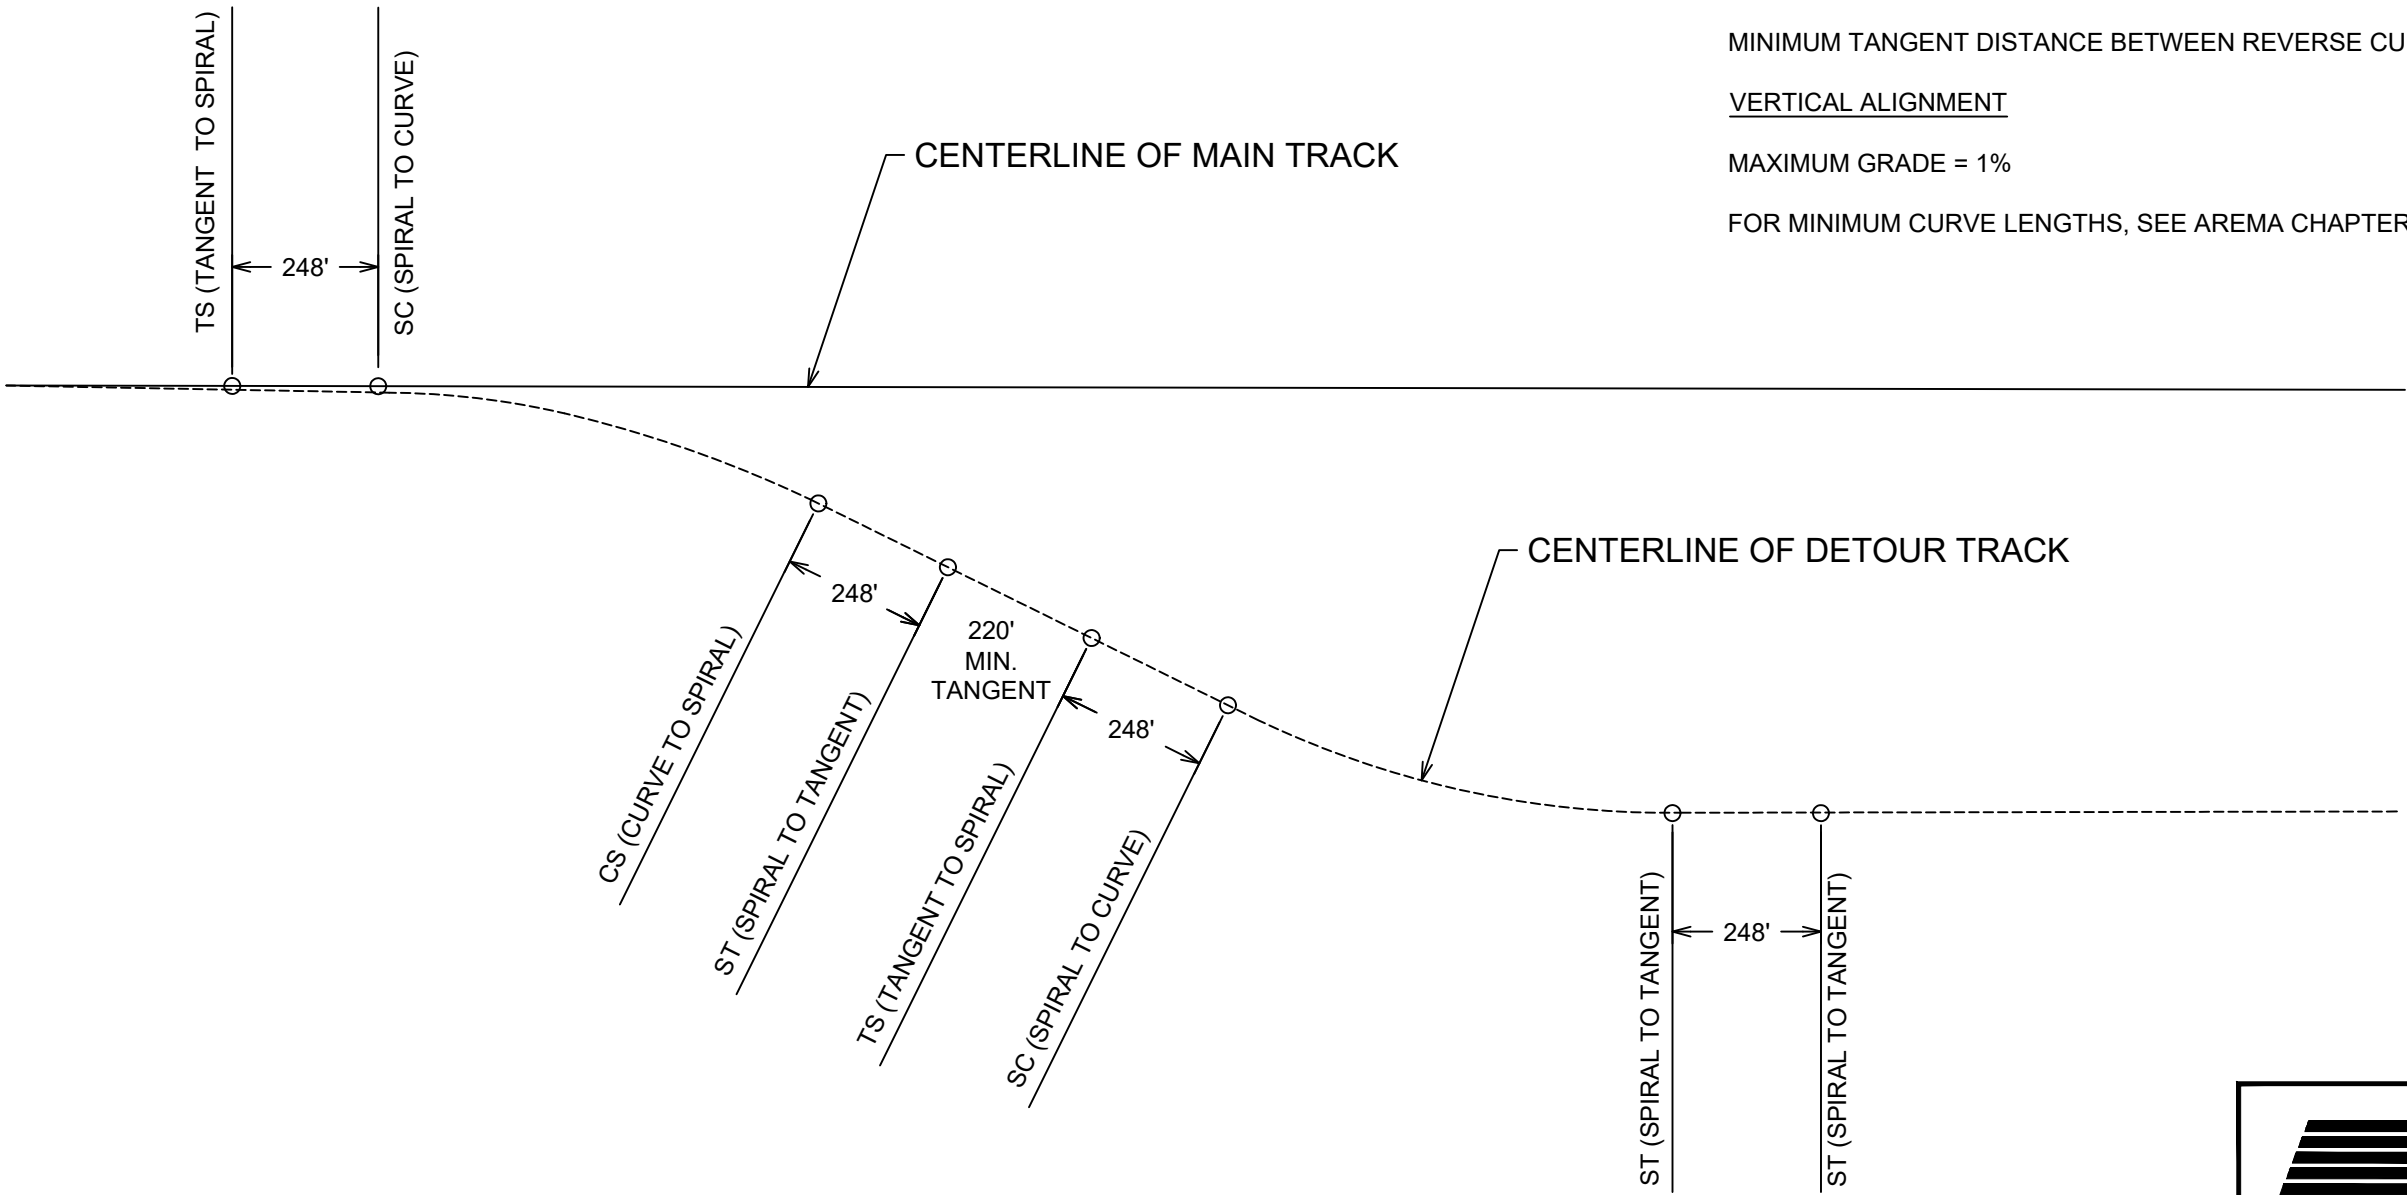 TS (TANGENT TO SPIRAL)
248'
SC (SPIRAL TO CURVE)
CENTERLINE OF MAIN TRACK
MINIMUM TANGENT DISTANCE BETWEEN REVERSE CU
VERTICAL ALIGNMENT
MAXIMUM GRADE = 1%
FOR MINIMUM CURVE LENGTHS, SEE AREMA CHAPTER
CENTERLINE OF DETOUR TRACK
CS (CURVE TO SPIRAL)
248'
ST (SPIRAL TO TANGENT)
220'
MIN.
TANGENT
TS (TANGENT TO SPIRAL)
248'
SC (SPIRAL TO CURVE)
ST (SPIRAL TO TANGENT)
248'
ST (SPIRAL TO TANGENT)